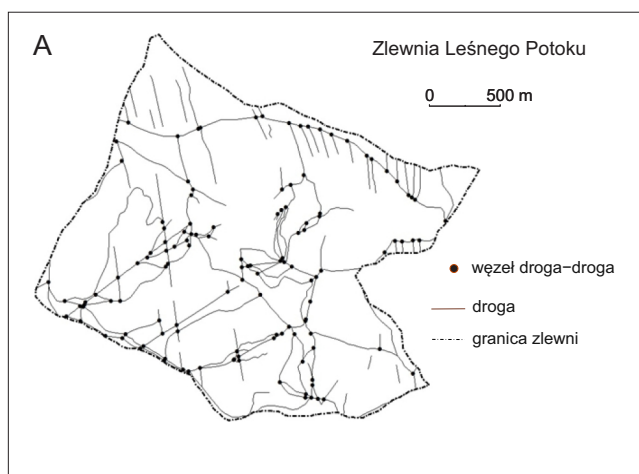 A
Zlewnia Leśnego Potoku
0 500 m
węzeł droga–droga
droga
granica zlewni